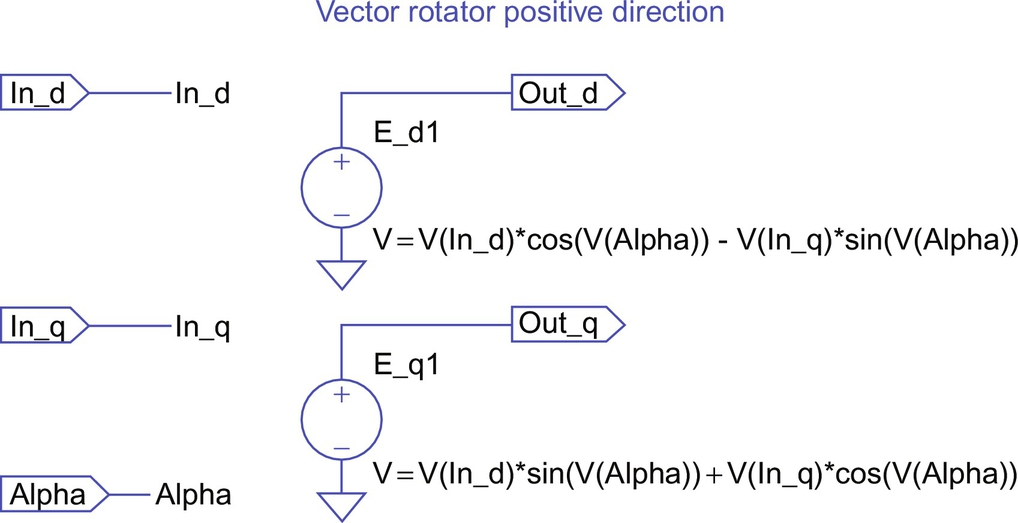 Vector rotator positive direction
In_d In_d Out_d
E_d1
+
–
V=V(In_d)*cos(V(Alpha)) - V(In_q)*sin(V(Alpha))
In_q In_q Out_q
E_q1
+
–
V=V(In_d)*sin(V(Alpha))+V(In_q)*cos(V(Alpha))
Alpha Alpha